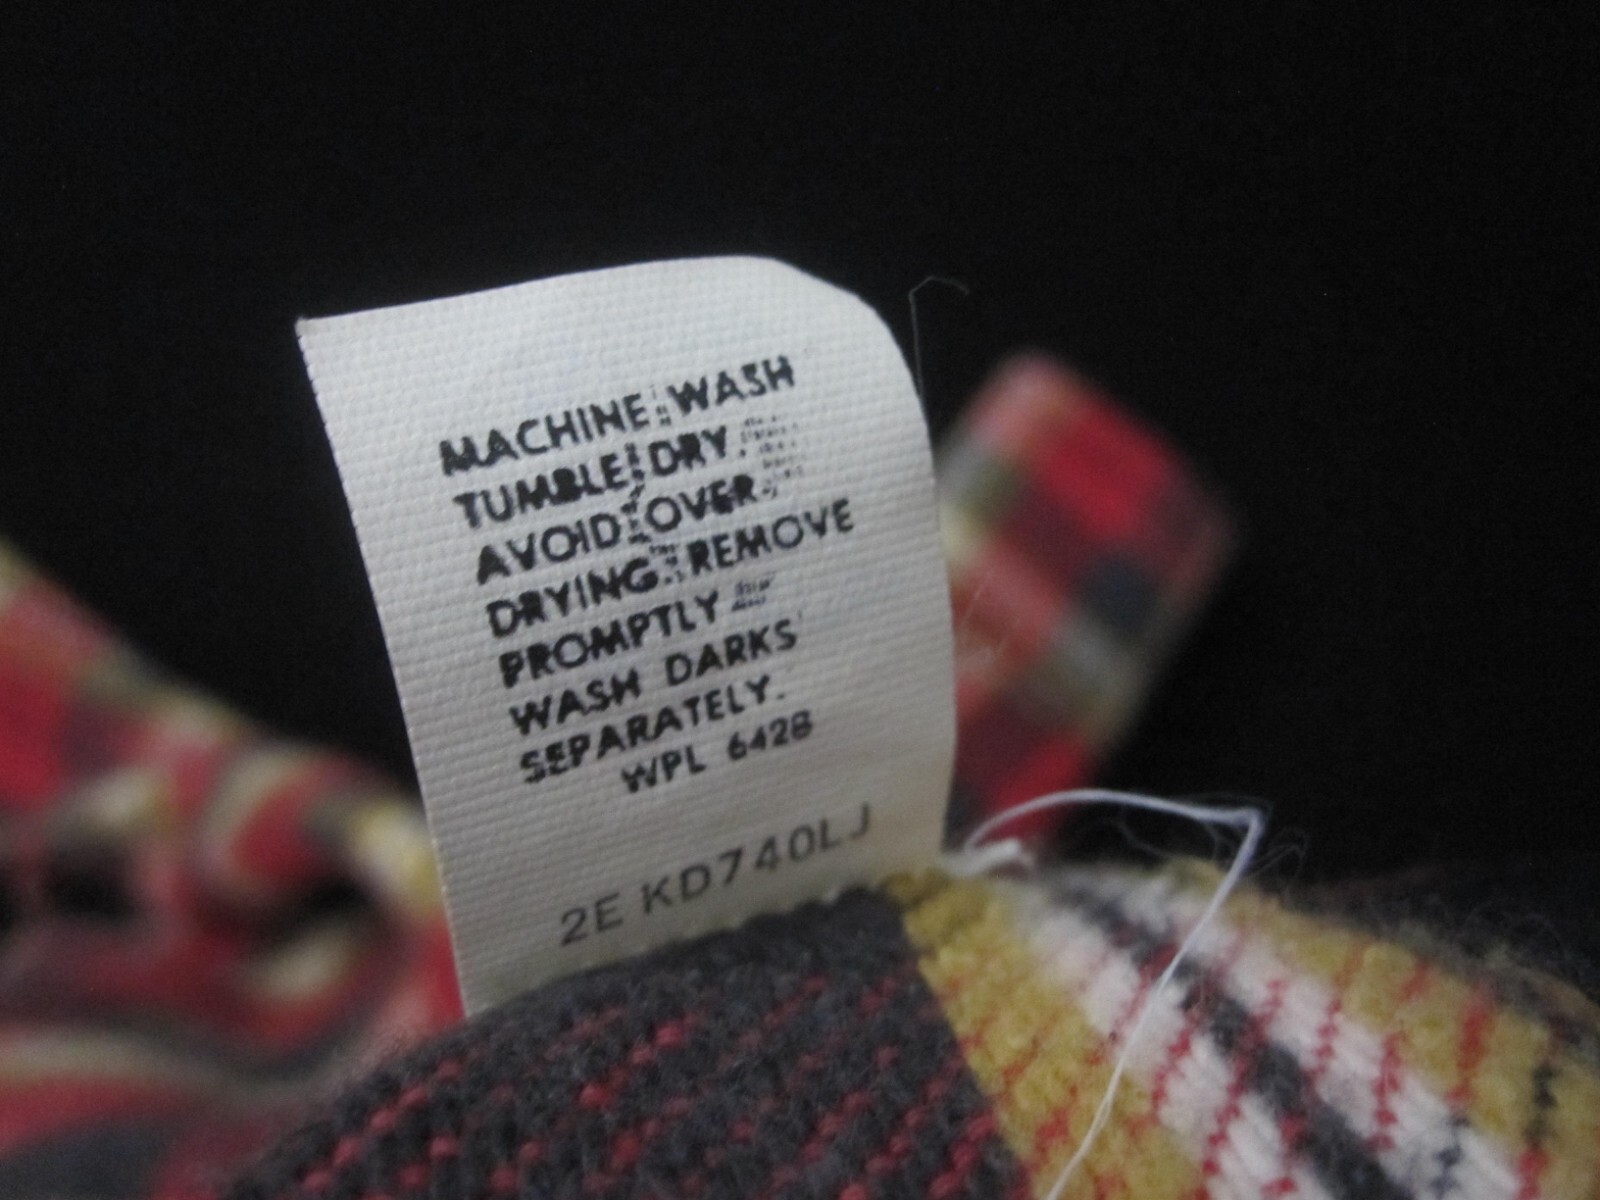 MACHINE WASH
TUMBLE DRY.
AVOID OVER-
DRYING. REMOVE
PROMPTLY
WASH DARKS
SEPARATELY.
WPL 6428
2E KD740LJ